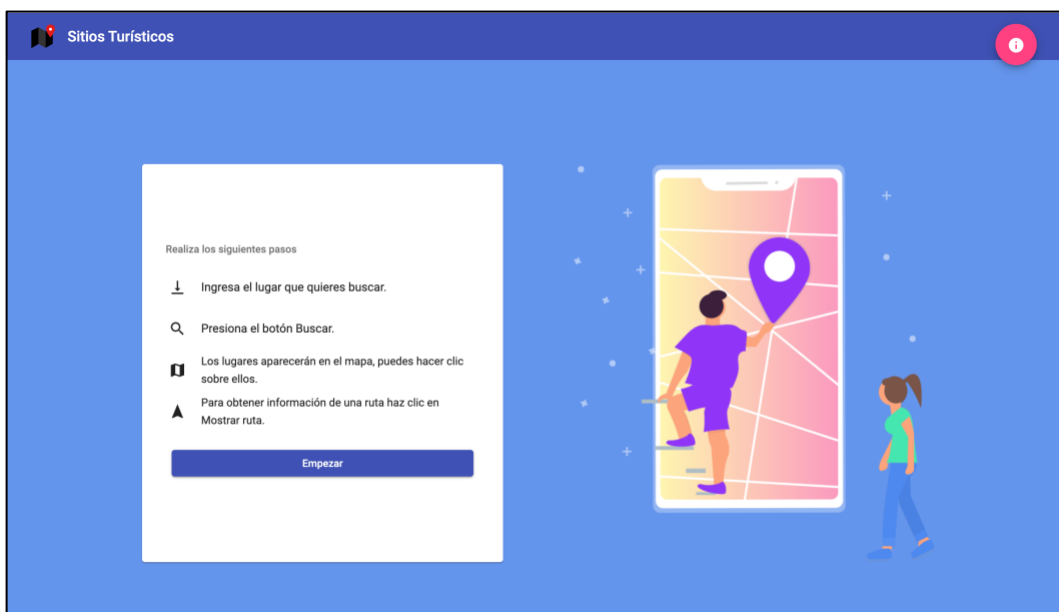 Sitios Turísticos
Realiza los siguientes pasos
Ingresa el lugar que quieres buscar.
Presiona el botón Buscar.
Los lugares aparecerán en el mapa, puedes hacer clic
sobre ellos.
Para obtener información de una ruta haz clic en
Mostrar ruta.
Empezar